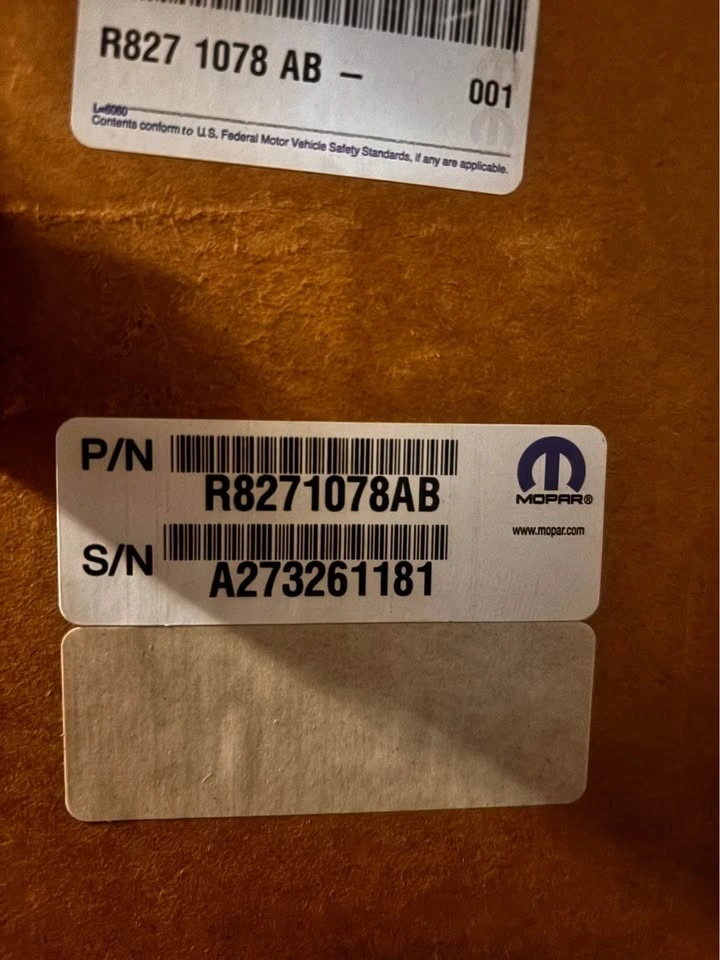 R827 1078 AB – 001
L=6060
Contents conform to U.S. Federal Motor Vehicle Safety Standards, if any are applicable.
P/N
R8271078AB
S/N
A273261181
MOPAR®
www.mopar.com